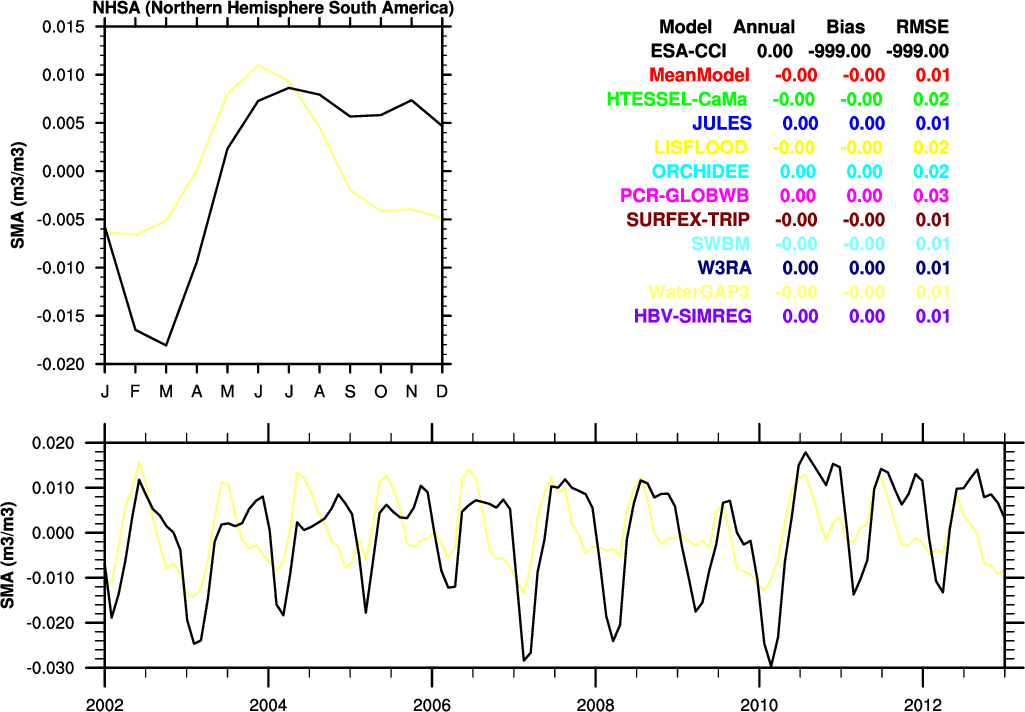 NHSA (Northern Hemisphere South America)
0.015
0.010
0.005
0.000
-0.005
-0.010
-0.015
-0.020
SMA (m3/m3)
J F M A M J J A S O N D
Model Annual Bias RMSE
ESA-CCI 0.00 -999.00 -999.00
MeanModel -0.00 -0.00 0.01
HTESSEL-CaMa -0.00 -0.00 0.02
JULES 0.00 0.00 0.01
LISFLOOD -0.00 -0.00 0.02
ORCHIDEE 0.00 0.00 0.02
PCR-GLOBWB 0.00 0.00 0.03
SURFEX-TRIP -0.00 -0.00 0.01
SWBM -0.00 -0.00 0.01
W3RA 0.00 0.00 0.01
WaterGAP3 -0.00 -0.00 0.01
HBV-SIMREG 0.00 0.00 0.01
0.020
0.010
0.000
-0.010
-0.020
-0.030
SMA (m3/m3)
2002 2004 2006 2008 2010 2012